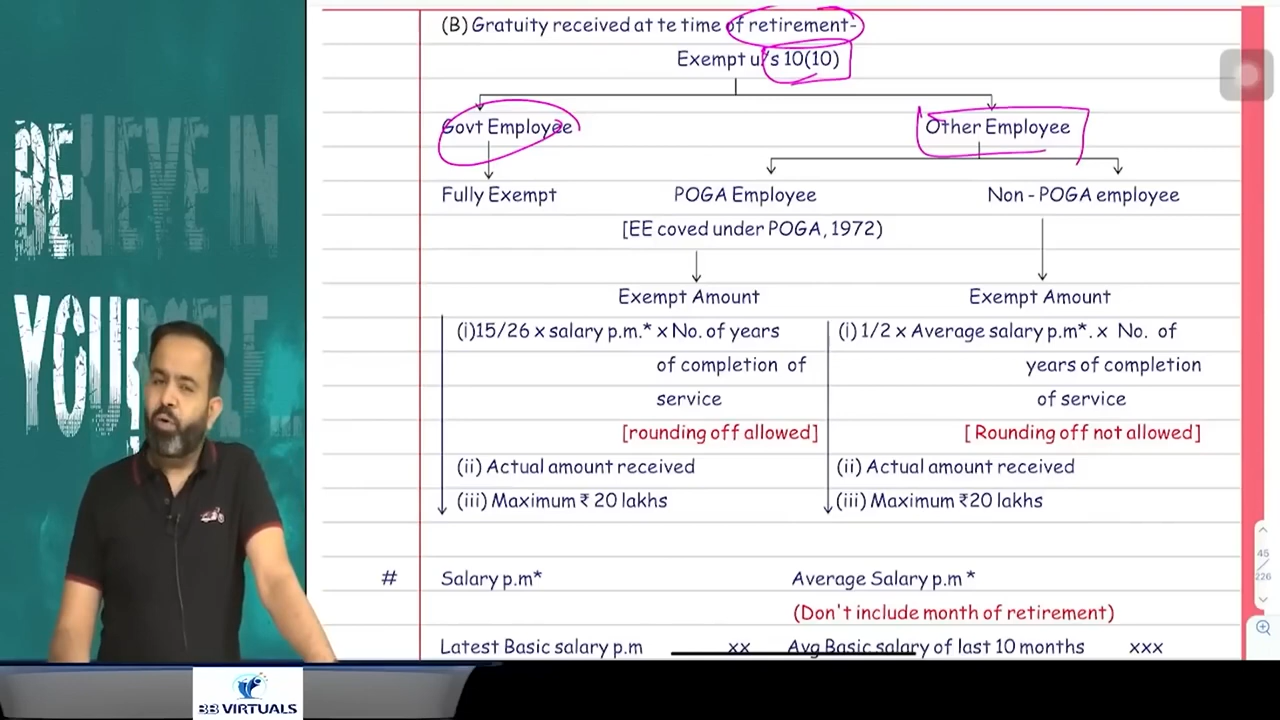 BELIEVE IN
YOURSELF
(B) Gratuity received at te time of retirement-
Exempt u/s 10(10)
Govt Employee
Other Employee
Fully Exempt
POGA Employee
Non - POGA employee
[EE coved under POGA, 1972)
Exempt Amount
Exempt Amount
(i)15/26 x salary p.m.* x No. of years
of completion of
service
[rounding off allowed]
(ii) Actual amount received
(iii) Maximum ₹ 20 lakhs
(i) 1/2 x Average salary p.m*. x No. of
years of completion
of service
[ Rounding off not allowed]
(ii) Actual amount received
(iii) Maximum ₹20 lakhs
# Salary p.m*
Average Salary p.m *
(Don't include month of retirement)
Latest Basic salary p.m xx
Avg Basic salary of last 10 months xxx
45
226
BB VIRTUALS